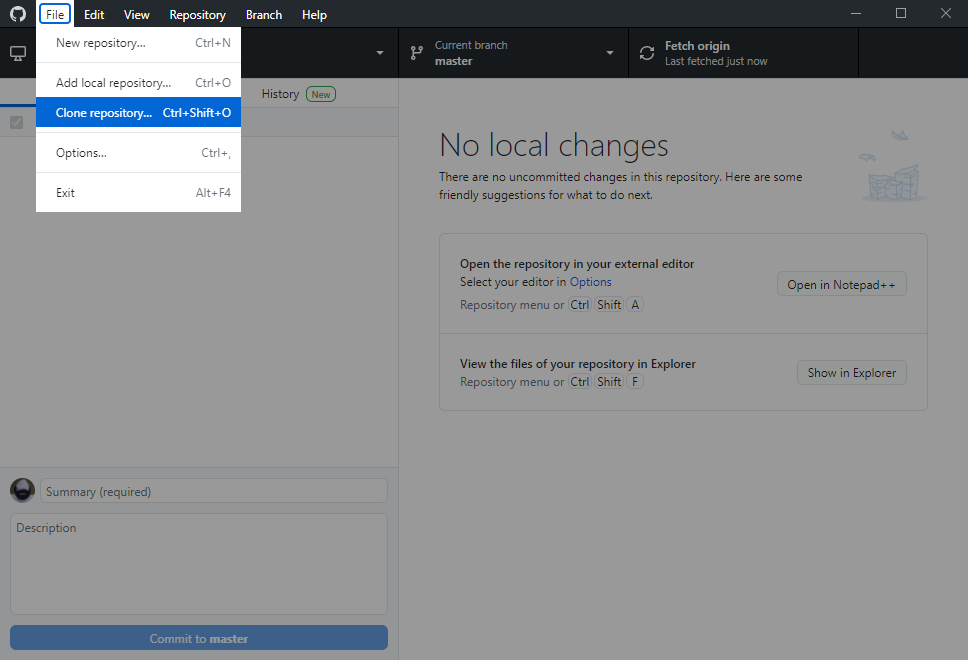 File Edit View Repository Branch Help
New repository... Ctrl+N
Add local repository... Ctrl+O
Clone repository... Ctrl+Shift+O
Options... Ctrl+,
Exit Alt+F4
Current branch
master
Fetch origin
Last fetched just now
History New
No local changes
There are no uncommitted changes in this repository. Here are some
friendly suggestions for what to do next.
Open the repository in your external editor
Select your editor in Options
Repository menu or Ctrl Shift A
Open in Notepad++
View the files of your repository in Explorer
Repository menu or Ctrl Shift F
Show in Explorer
Summary (required)
Description
Commit to master